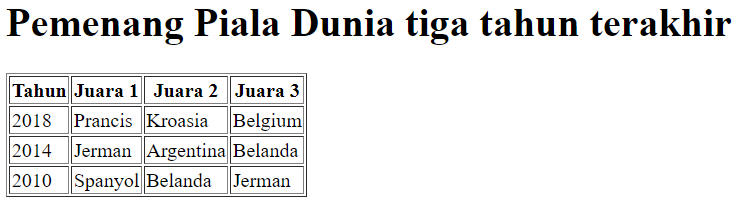 Pemenang Piala Dunia tiga tahun terakhir
Tahun Juara 1 Juara 2 Juara 3
2018 Prancis Kroasia Belgium
2014 Jerman Argentina Belanda
2010 Spanyol Belanda Jerman